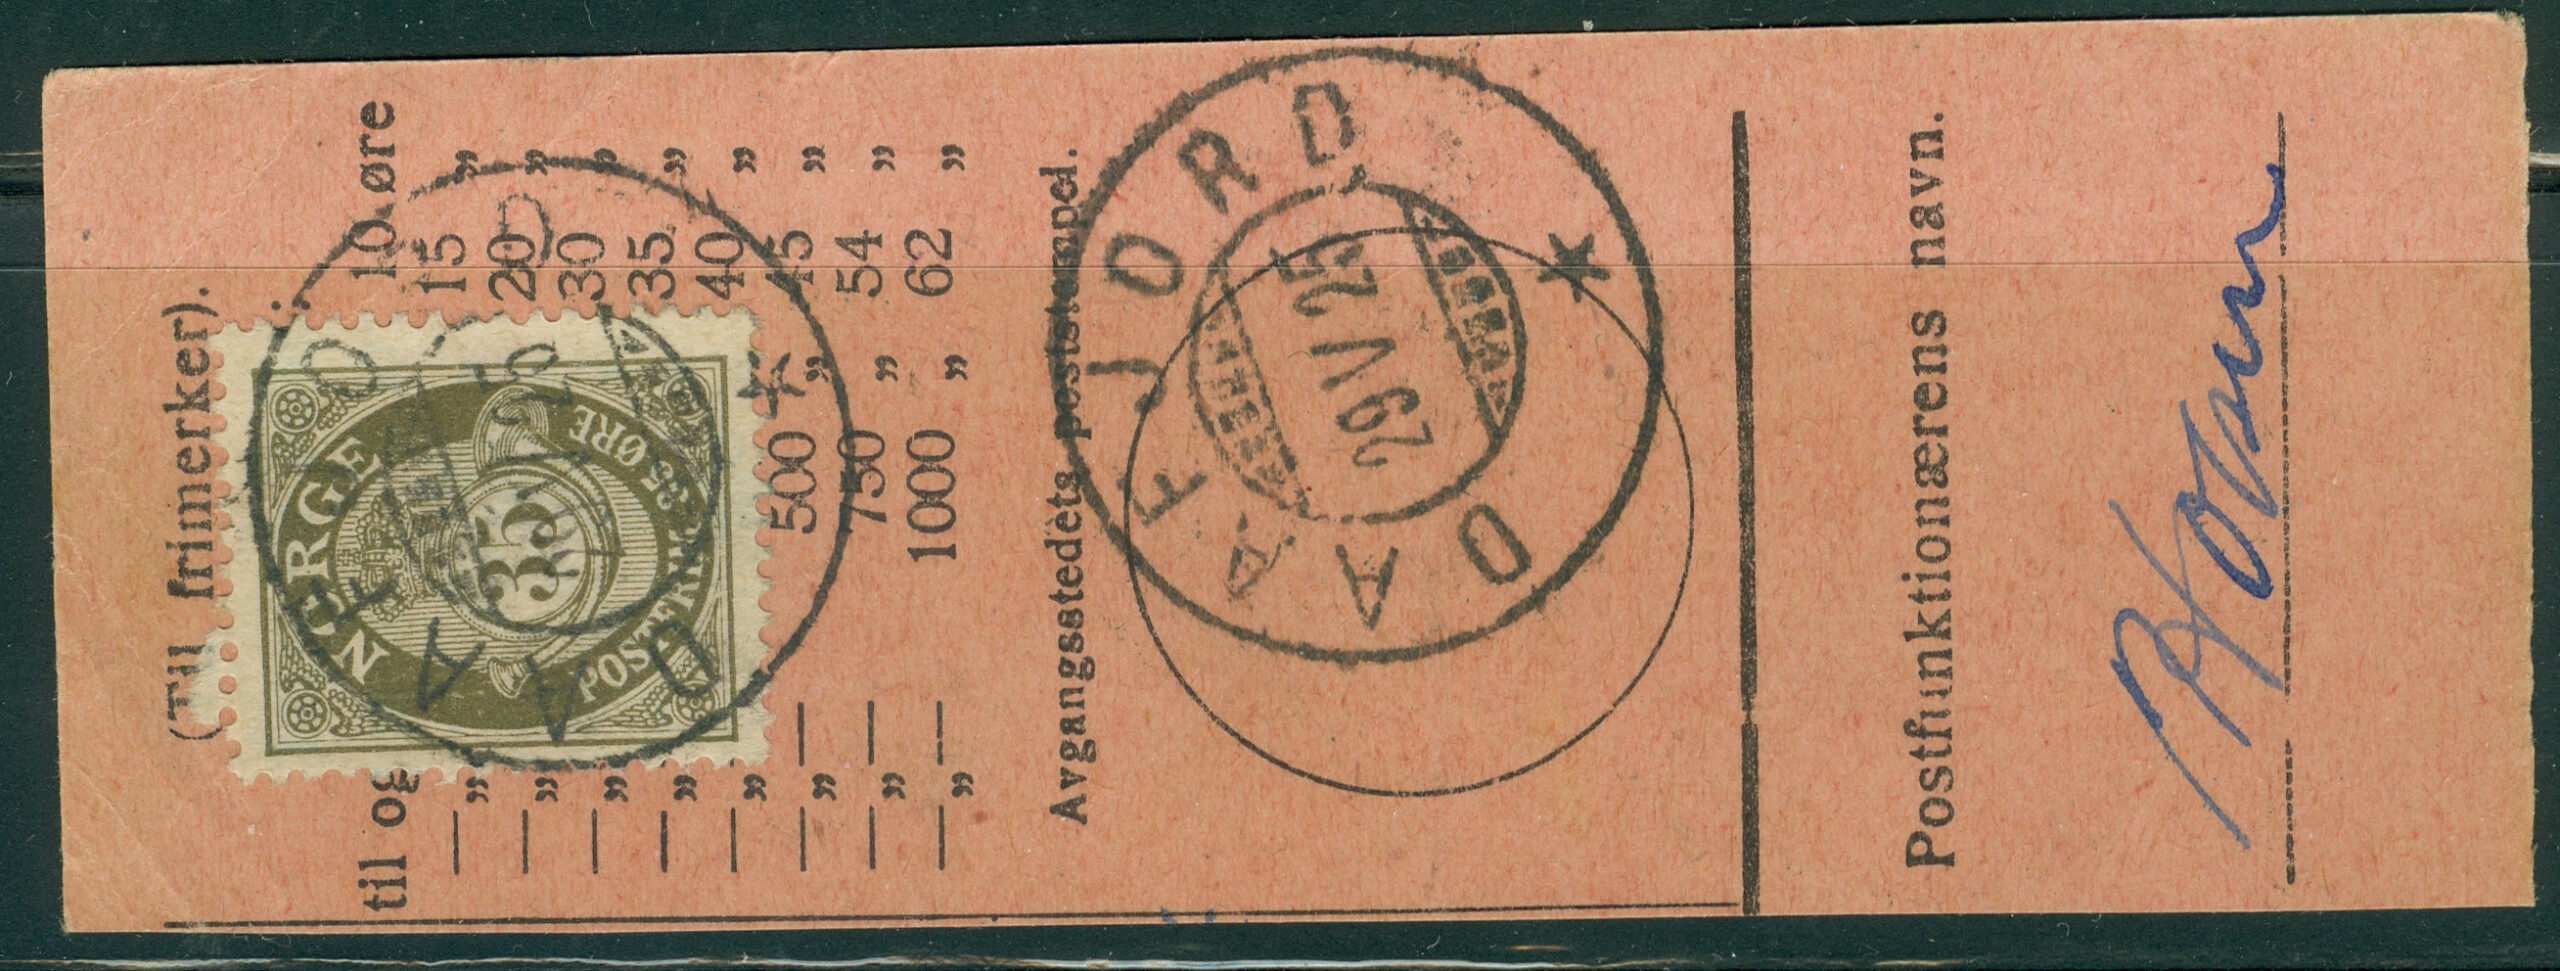 (Til frimerker).
til og 10 øre
— „ 15 „
— „ 20 „
— „ 30 „
— „ 35 „
— „ 40 „
— „ — 500 „ 45 „
— „ — 750 „ 54 „
— „ — 1000 „ 62 „
NORGE
35
POSTFRIM. 35 ØRE
DAAFJORD
Avgangsstedets poststempel.
DAAFJORD
29 V 25
Postfunktionærens navn.